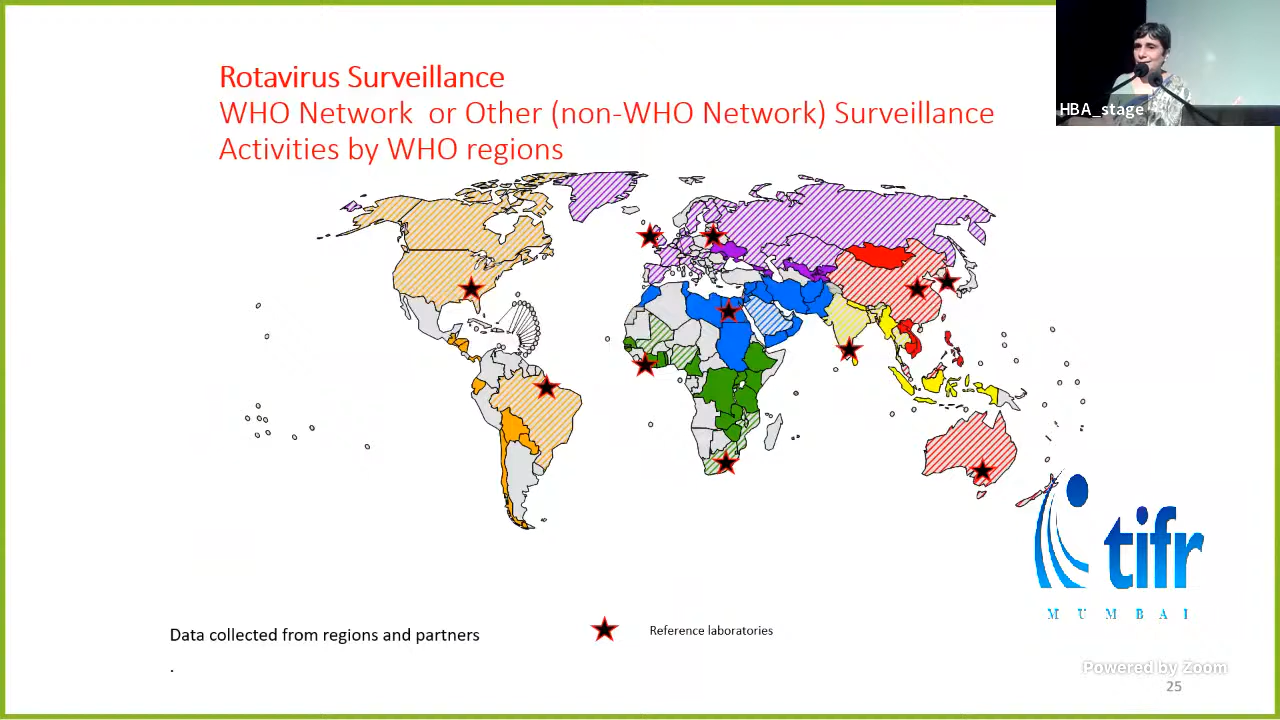 HBA_stage
Rotavirus Surveillance
WHO Network or Other (non-WHO Network) Surveillance
Activities by WHO regions
tifr
MUMBAI
Data collected from regions and partners
Reference laboratories
.
Powered by Zoom
25